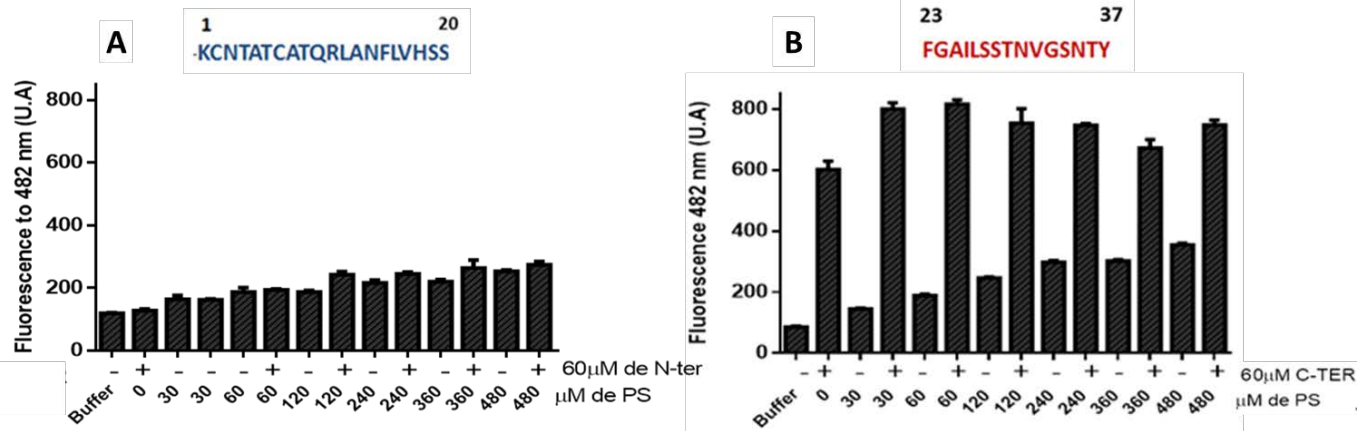 A
1 20
-KCNTATCATQRLANFLVHSS
Fluorescence to 482 nm (U.A)
800
600
400
200
0
- + - - - + - + - + - + - + 60µM de N-ter
Buffer 0 30 30 60 60 120 120 240 240 360 360 480 480 µM de PS
B
23 37
FGAILSSTNVGSNTY
Fluorescence 482 nm (U.A)
800
600
400
200
0
- + - + - + - + - + - + - + 60µM C-TER
Buffer 0 30 30 60 60 120 120 240 240 360 360 480 480 µM de PS